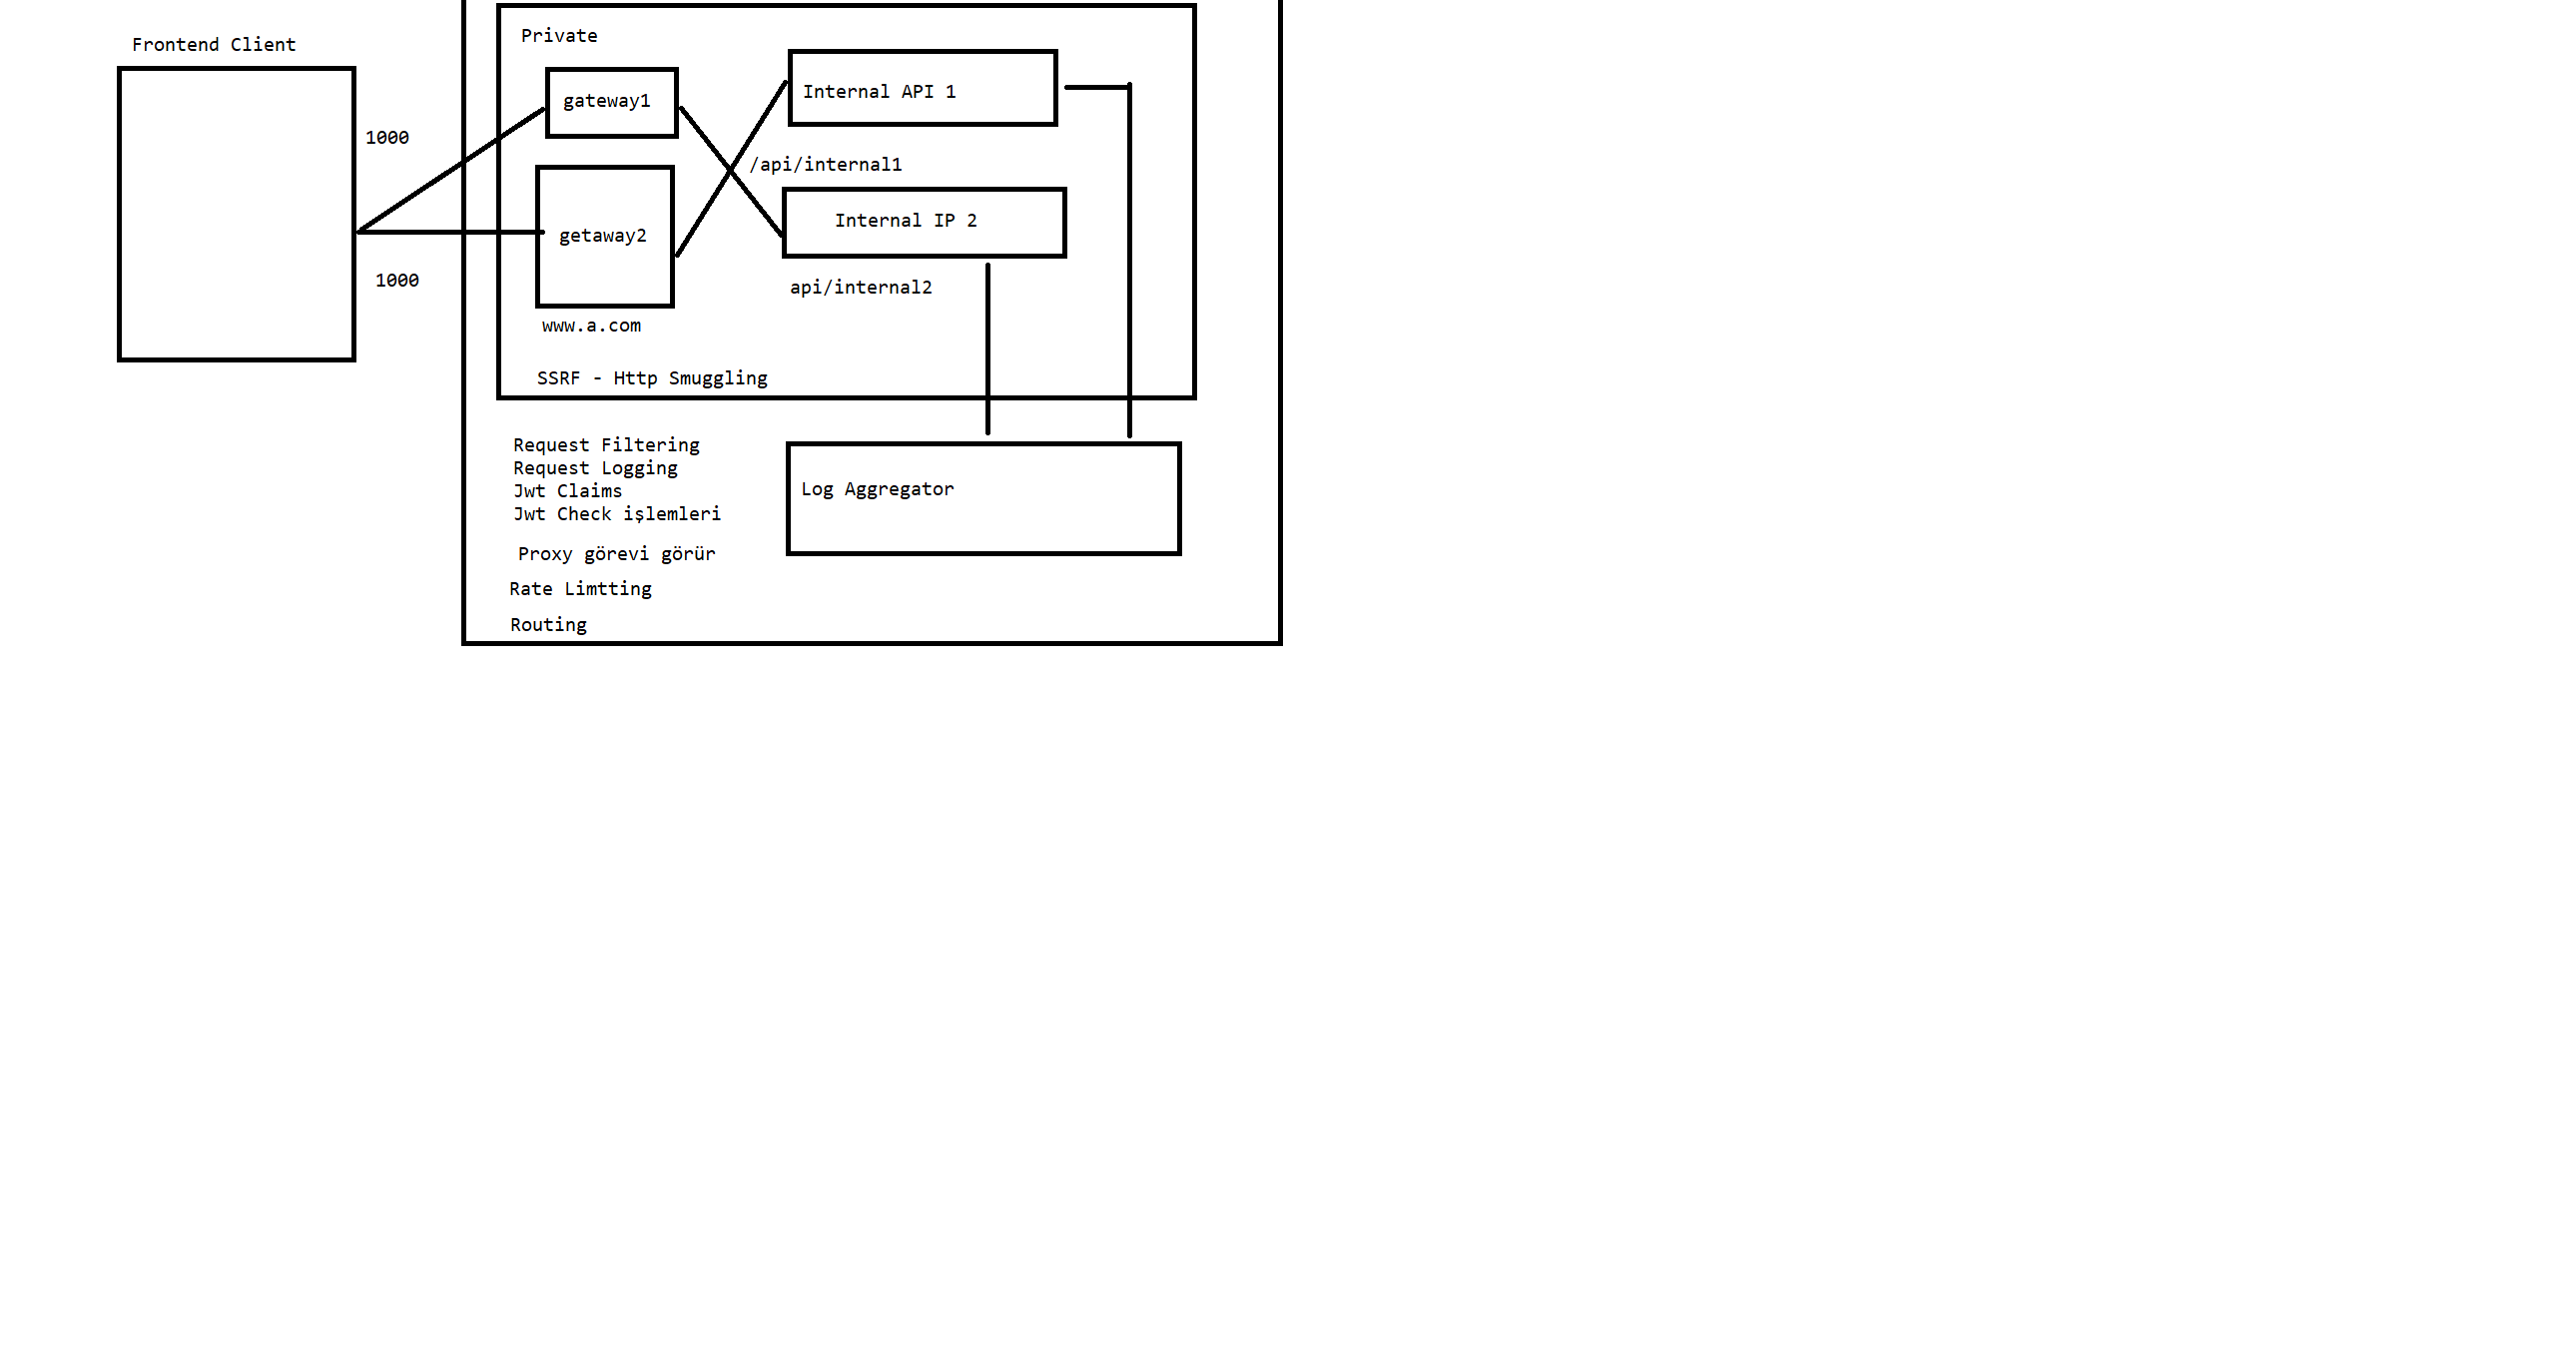 Frontend Client
1000
1000
Private
gateway1
getaway2
www.a.com
Internal API 1
/api/internal1
Internal IP 2
api/internal2
SSRF - Http Smuggling
Request Filtering
Request Logging
Jwt Claims
Jwt Check işlemleri
Proxy görevi görür
Rate Limtting
Routing
Log Aggregator